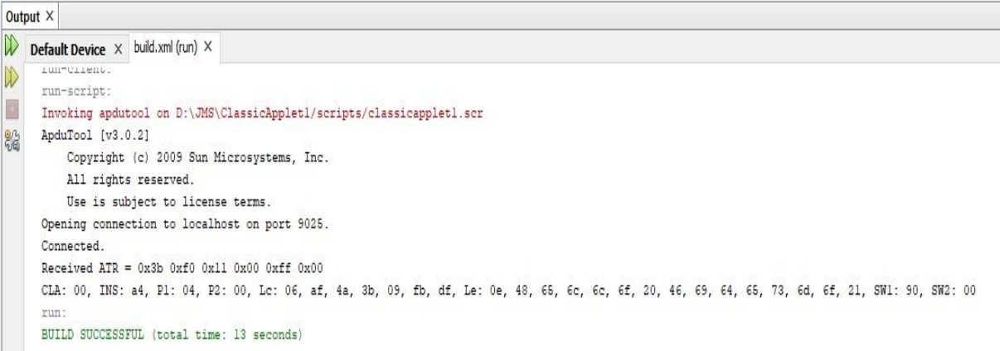 Output X
Default Device X build.xml (run) X
run-client:
run-script:
Invoking apdutool on D:\JMS\ClassicApplet1/scripts/classicapplet1.scr
ApduTool [v3.0.2]
Copyright (c) 2009 Sun Microsystems, Inc.
All rights reserved.
Use is subject to license terms.
Opening connection to localhost on port 9025.
Connected.
Received ATR = 0x3b 0xf0 0x11 0x00 0xff 0x00
CLA: 00, INS: a4, P1: 04, P2: 00, Lc: 06, af, 4a, 3b, 09, fb, df, Le: 0e, 48, 65, 6c, 6c, 6f, 20, 46, 69, 64, 65, 73, 6d, 6f, 21, SW1: 90, SW2: 00
run:
BUILD SUCCESSFUL (total time: 13 seconds)